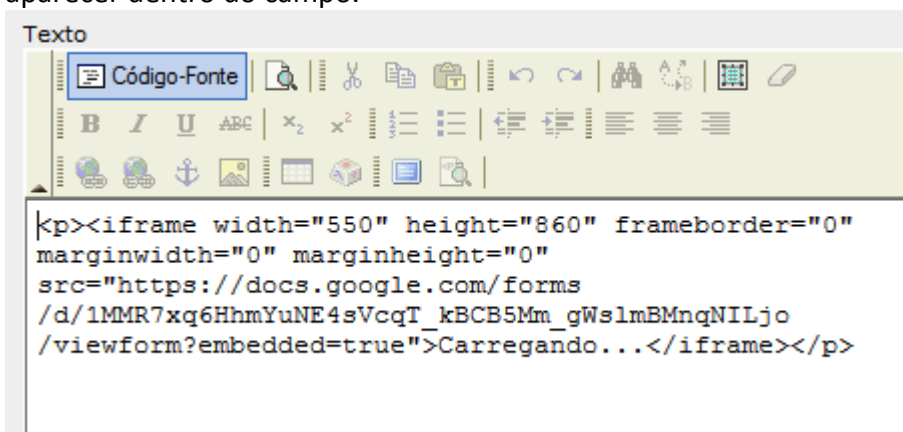 aparecer dentro do campo.
Texto
Código-Fonte
B I U ABC x₂ x²
<p><iframe width="550" height="860" frameborder="0"
marginwidth="0" marginheight="0"
src="https://docs.google.com/forms
/d/1MMR7xq6HhmYuNE4sVcqT_kBCB5Mm_gWslmBMnqNILjo
/viewform?embedded=true">Carregando...</iframe></p>